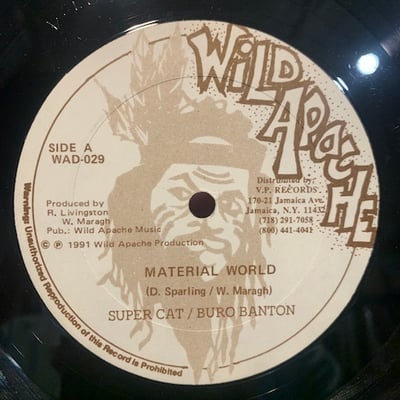 WILD
APACHE
SIDE A
WAD-029
Distributed by
V.P. RECORDS
170-21 Jamaica Ave.
Jamaica, N.Y. 11432
(718) 291-7058
(800) 441-4041
Produced by
R. Livingston
W. Maragh
Pub.: Wild Apache Music
© ℗ 1991 Wild Apache Production
MATERIAL WORLD
(D. Sparling / W. Maragh)
SUPER CAT / BURO BANTON
Warning: Unauthorized Reproduction of this Record is Prohibited